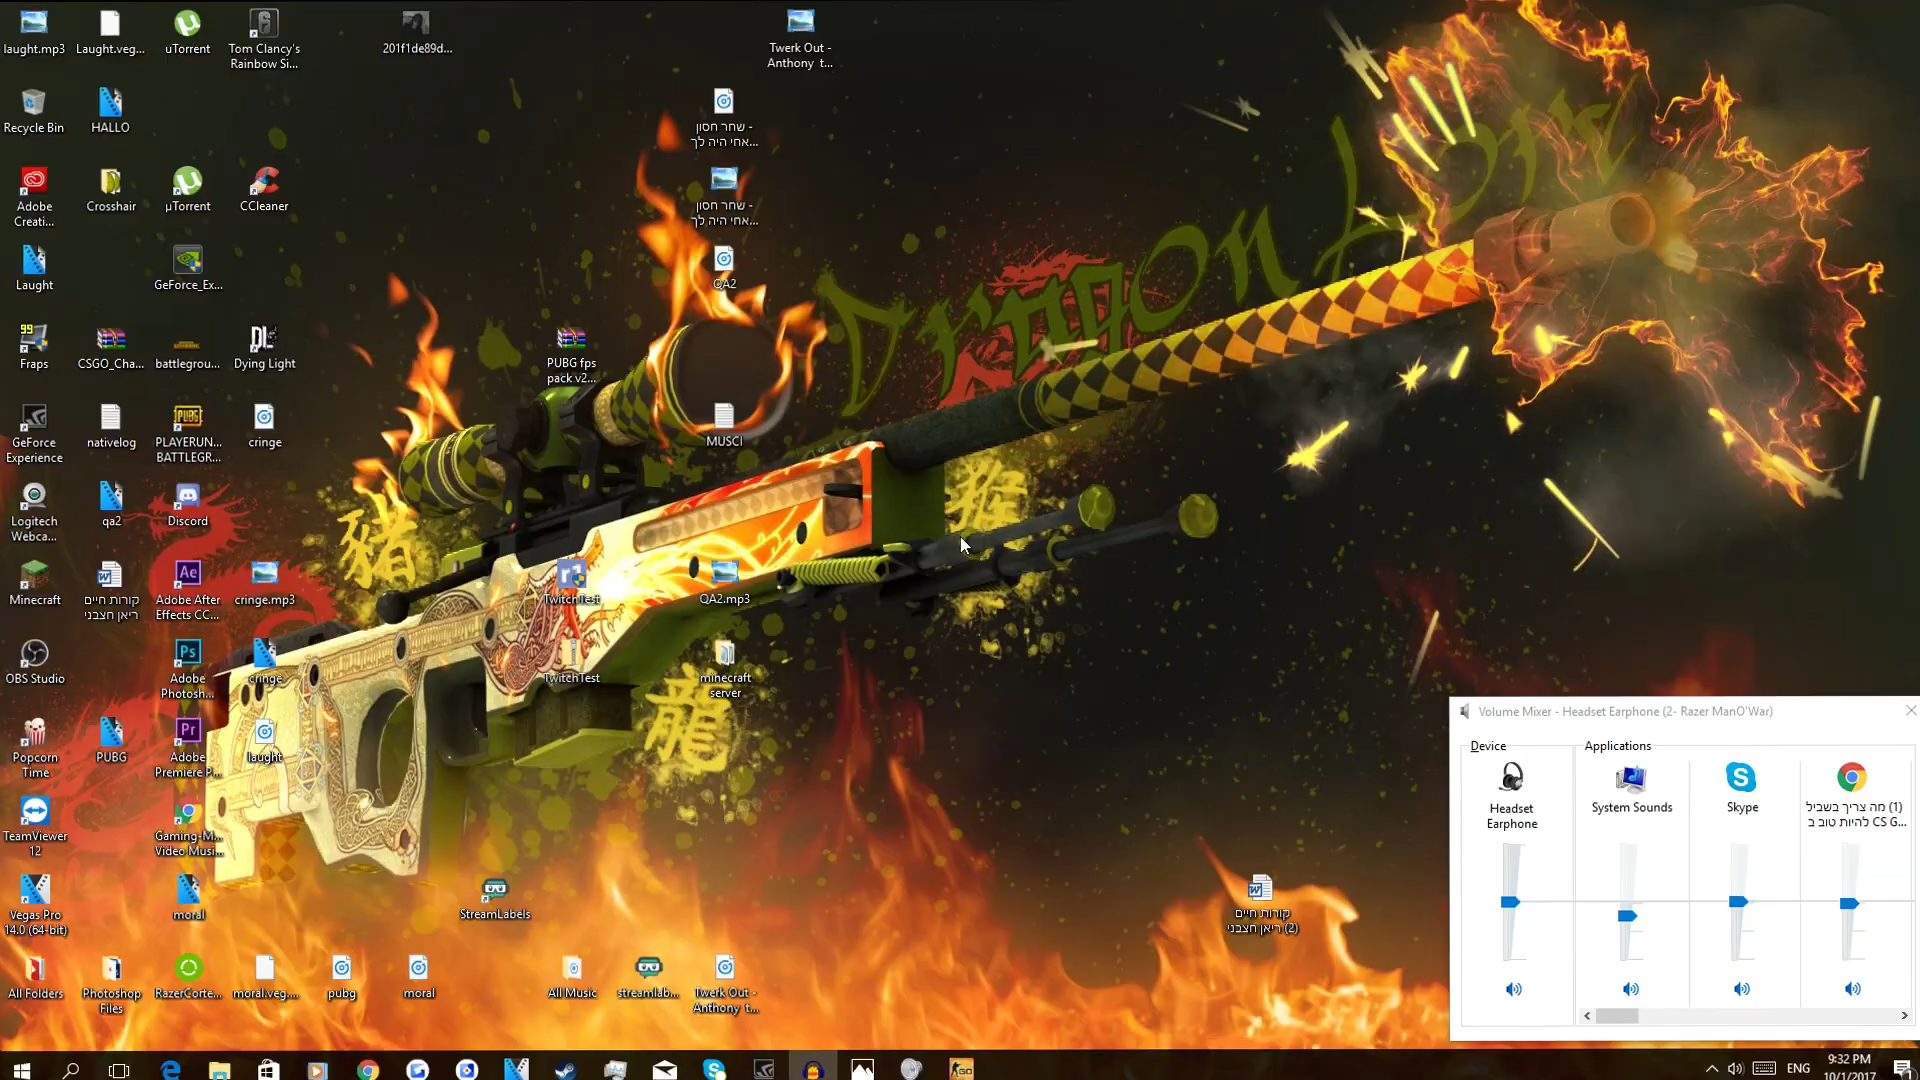 laught.mp3
Laught.veg...
uTorrent
Tom Clancy's
Rainbow Si...
201f1de89d...
Twerk Out -
Anthony t...
Recycle Bin
HALLO
שחר חסון -
אחי היה לך...
Adobe
Creati...
Crosshair
µTorrent
CCleaner
שחר חסון -
אחי היה לך...
Laught
GeForce_Ex...
QA2
Dragon Lore
Fraps
CSGO_Cha...
battlegrou...
Dying Light
PUBG fps
pack v2...
GeForce
Experience
nativelog
PLAYERUN...
BATTLEGR...
cringe
MUSCI
Logitech
Webca...
qa2
Discord
猴
豬
Minecraft
קורות חיים
ריאן חצבני
Adobe After
Effects CC...
cringe.mp3
TwitchTest
QA2.mp3
OBS Studio
Adobe
Photosh...
cringe
TwitchTest
minecraft
server
龍
Popcorn
Time
PUBG
Adobe
Premiere P...
laught
TeamViewer
12
Gaming-M...
Video Musi...
Vegas Pro
14.0 (64-bit)
moral
StreamLabels
קורות חיים
ריאן חצבני (2)
All Folders
Photoshop
Files
RazerCorte...
moral.veg....
pubg
moral
All Music
streamlab...
Twerk Out -
Anthony t...
Volume Mixer - Headset Earphone (2- Razer ManO'War)
Device
Applications
Headset
Earphone
System Sounds
Skype
(1) מה צריך בשביל
להיות טוב ב CS G...
ENG
9:32 PM
10/1/2017